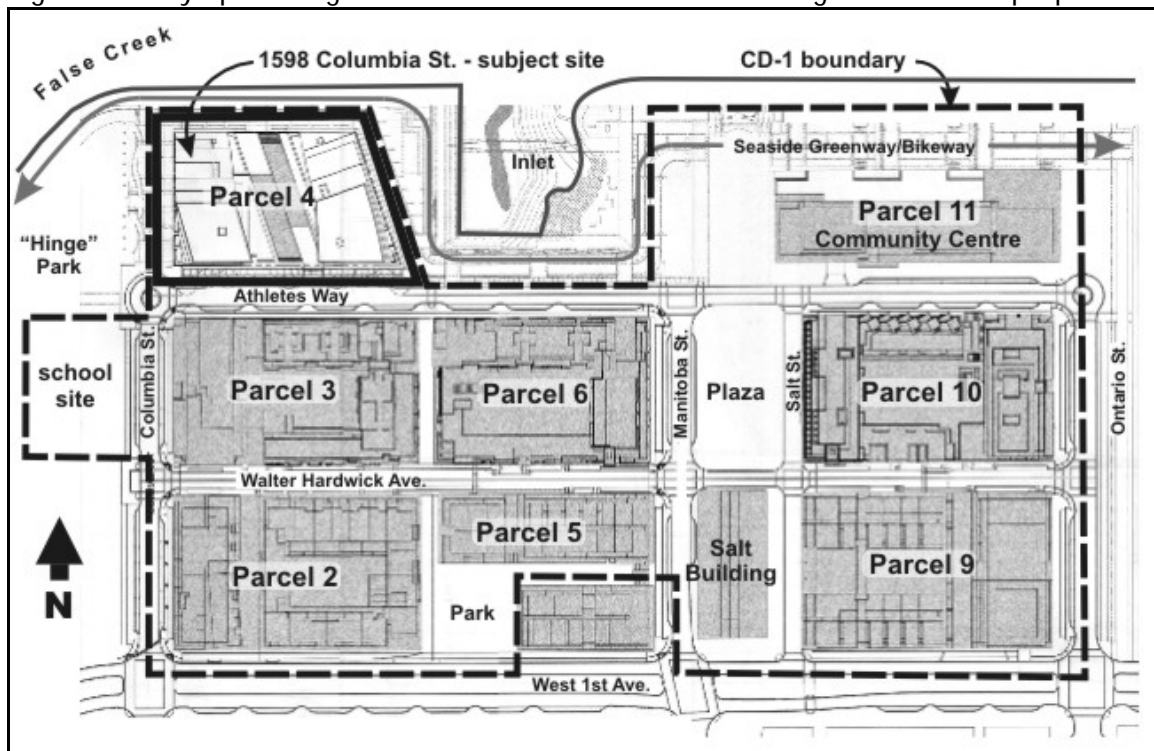 False Creek
1598 Columbia St. - subject site
CD-1 boundary
Inlet
Seaside Greenway/Bikeway
Parcel 4
Parcel 11
Community Centre
"Hinge"
Park
Athletes Way
school
site
Columbia St.
Parcel 3
Parcel 6
Manitoba St.
Plaza
Salt St.
Parcel 10
Ontario St.
Walter Hardwick Ave.
N
Parcel 2
Parcel 5
Park
Salt
Building
Parcel 9
West 1st Ave.